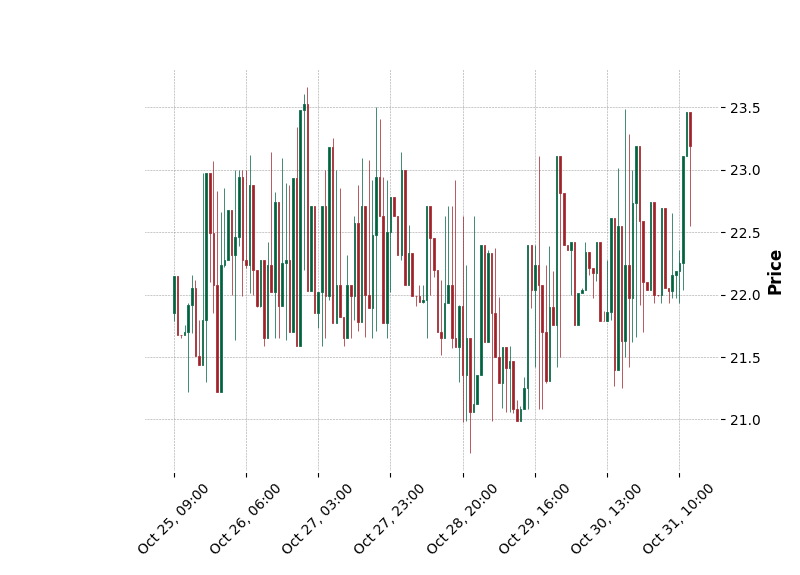 23.5
23.0
22.5
22.0
21.5
21.0
Price
Oct 25, 09:00
Oct 26, 06:00
Oct 27, 03:00
Oct 27, 23:00
Oct 28, 20:00
Oct 29, 16:00
Oct 30, 13:00
Oct 31, 10:00